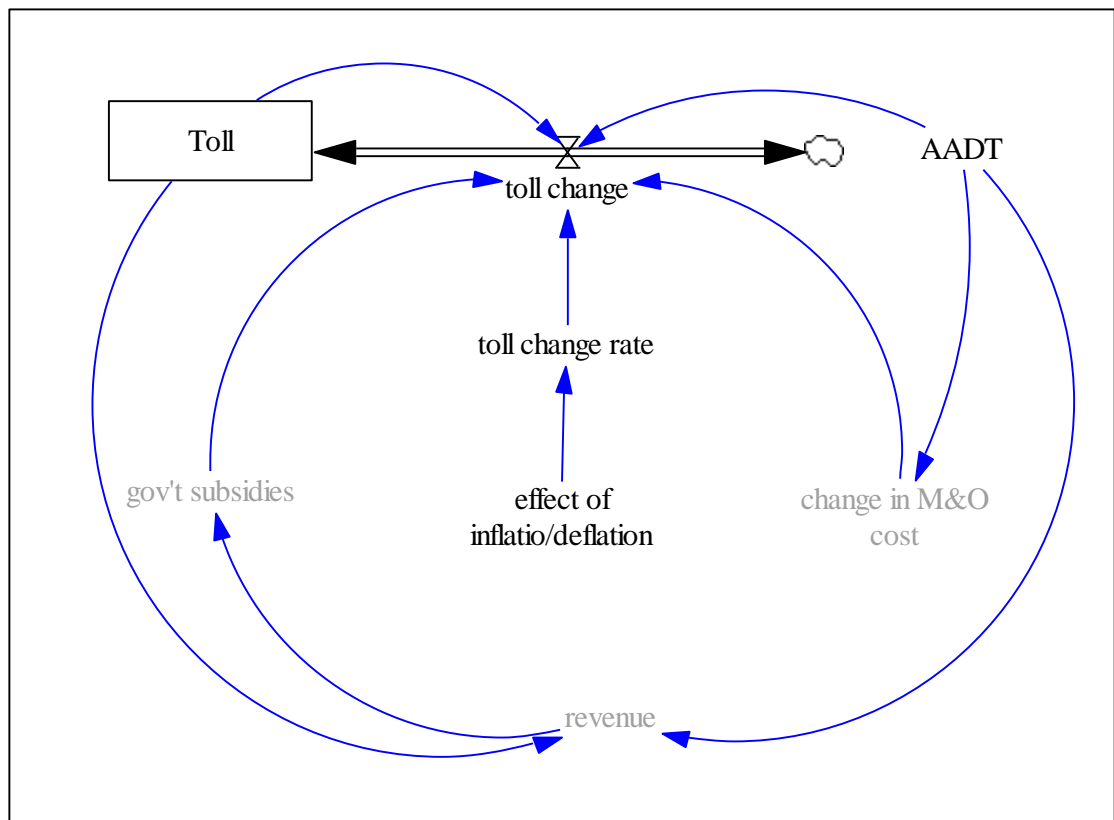 Toll
AADT
toll change
toll change rate
gov't subsidies
effect of
inflatio/deflation
change in M&O
cost
revenue